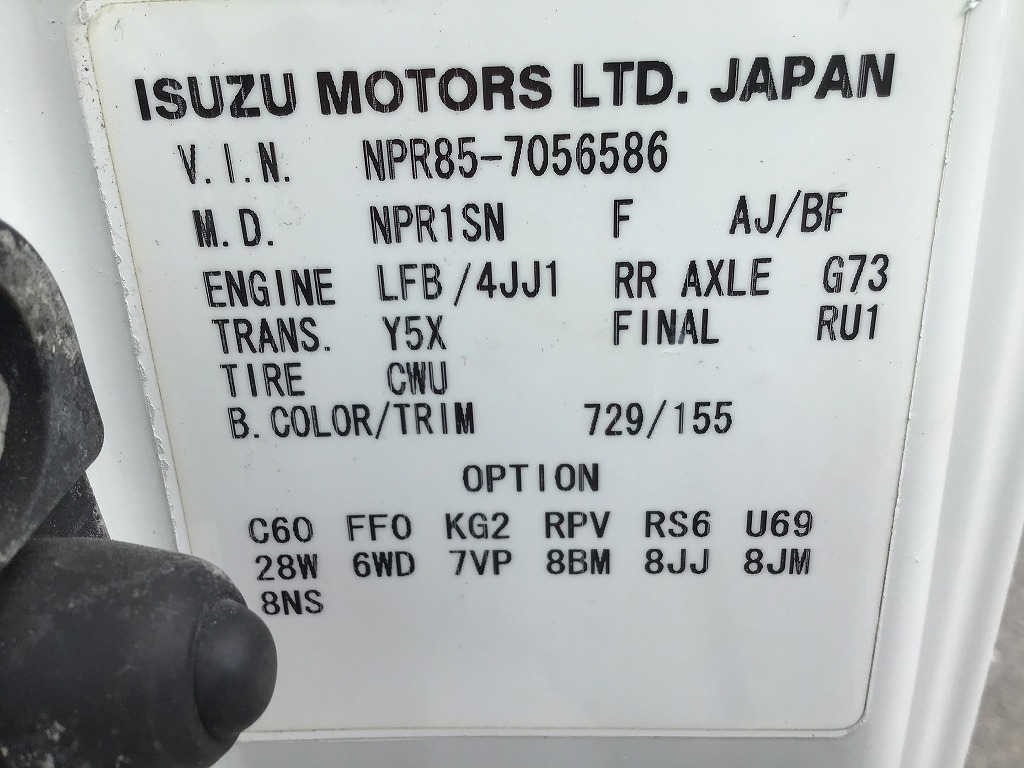 ISUZU MOTORS LTD. JAPAN
V.I.N. NPR85-7056586
M.D. NPR1SN F AJ/BF
ENGINE LFB/4JJ1 RR AXLE G73
TRANS. Y5X FINAL RU1
TIRE CWU
B.COLOR/TRIM 729/155
OPTION
C60 FF0 KG2 RPV RS6 U69
28W 6WD 7VP 8BM 8JJ 8JM
8NS